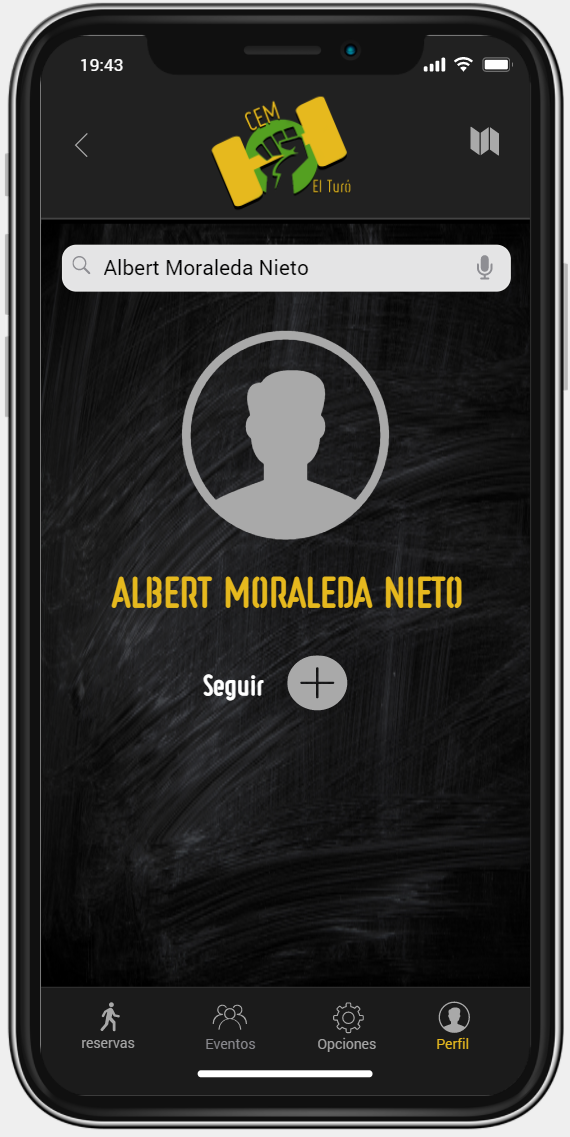 19:43
CEM
El Turó
Albert Moraleda Nieto
ALBERT MORALEDA NIETO
Seguir
reservas
Eventos
Opciones
Perfil